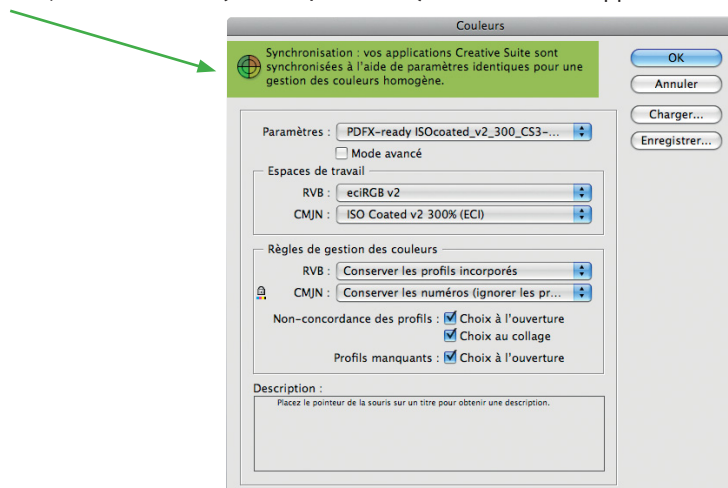 Couleurs
Synchronisation : vos applications Creative Suite sont
synchronisées à l'aide de paramètres identiques pour une
gestion des couleurs homogène.
OK
Annuler
Charger...
Enregistrer...
Paramètres : PDFX-ready ISOcoated_v2_300_CS3-...
Mode avancé
Espaces de travail
RVB : eciRGB v2
CMJN : ISO Coated v2 300% (ECI)
Règles de gestion des couleurs
RVB : Conserver les profils incorporés
CMJN : Conserver les numéros (ignorer les pr...
Non-concordance des profils : Choix à l'ouverture
Choix au collage
Profils manquants : Choix à l'ouverture
Description :
Placez le pointeur de la souris sur un titre pour obtenir une description.